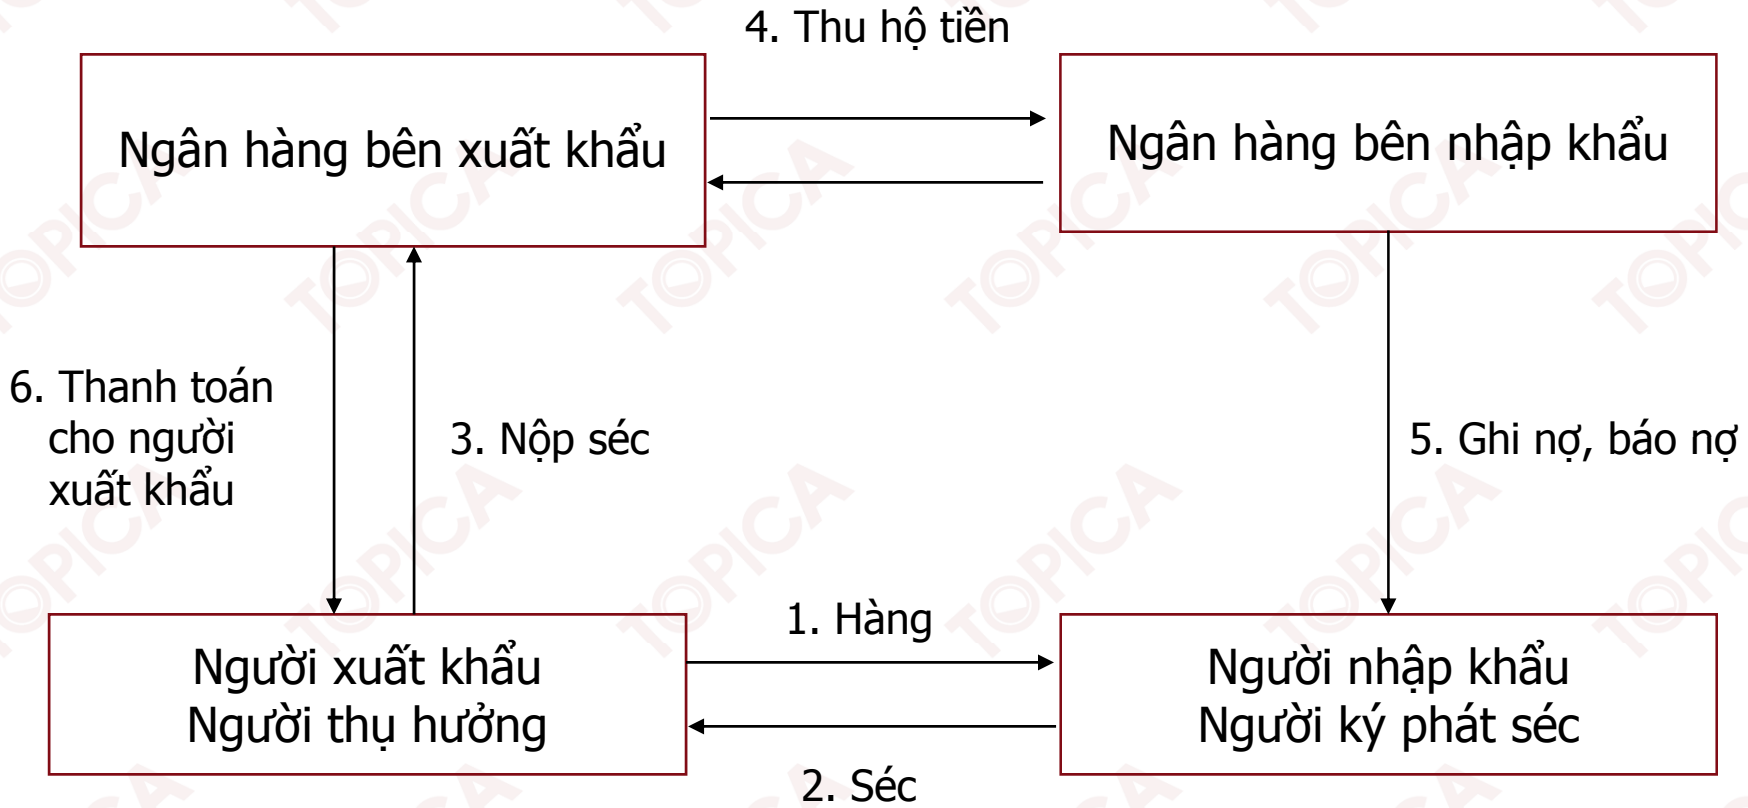 4. Thu hộ tiền
Ngân hàng bên xuất khẩu
Ngân hàng bên nhập khẩu
6. Thanh toán
cho người
xuất khẩu
3. Nộp séc
5. Ghi nợ, báo nợ
1. Hàng
Người xuất khẩu
Người thụ hưởng
Người nhập khẩu
Người ký phát séc
2. Séc
TOPICA